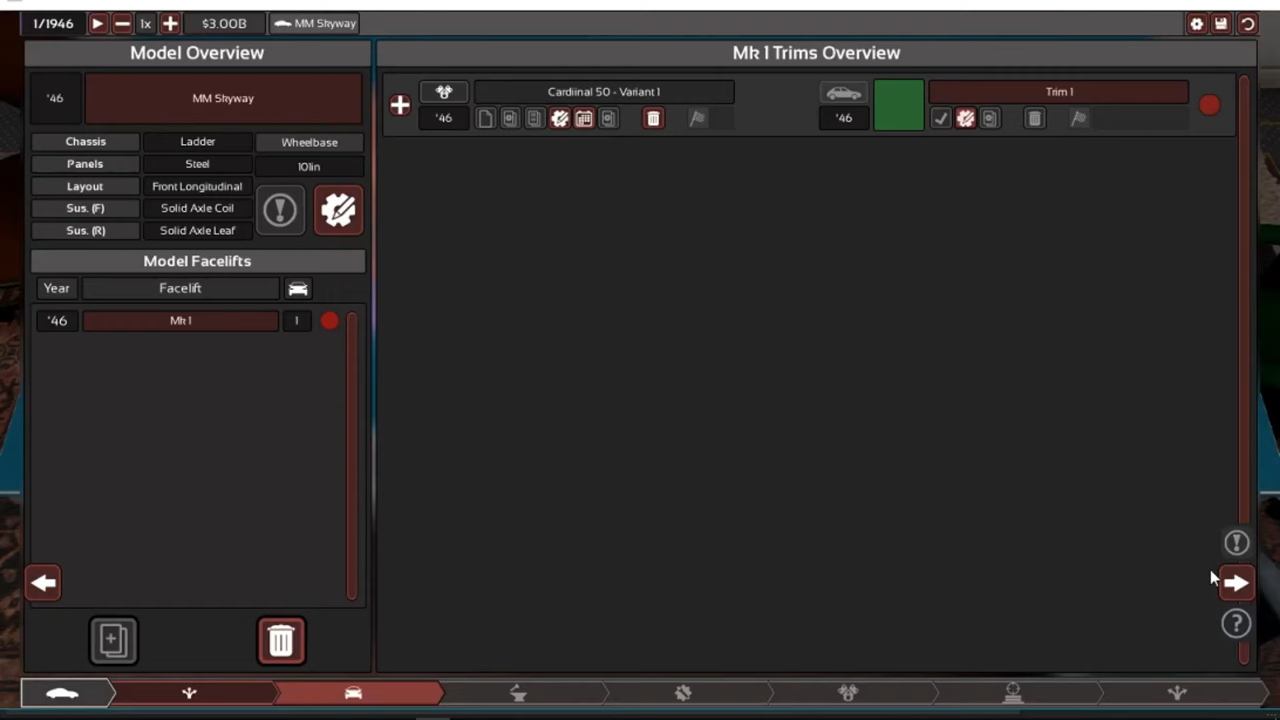 1/1946 1x $3.00B MM Skyway
Model Overview
'46 MM Skyway
Chassis Ladder Wheelbase
Panels Steel 101in
Layout Front Longitudinal
Sus. (F) Solid Axle Coil
Sus. (R) Solid Axle Leaf
Model Facelifts
Year Facelift
'46 Mk 1 1
Mk 1 Trims Overview
Cardiinal 50 - Variant 1 Trim 1
'46 '46